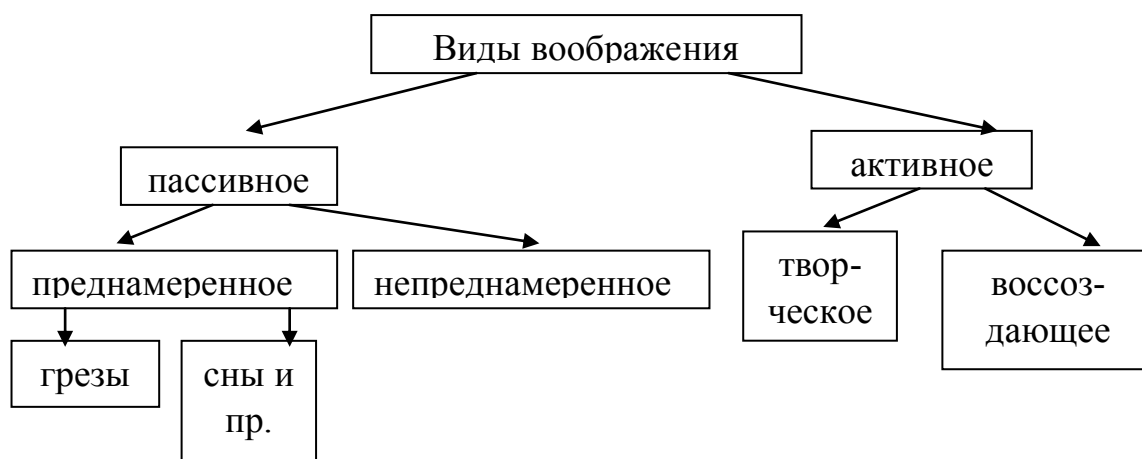 Виды воображения
пассивное
активное
преднамеренное
непреднамеренное
твор-
ческое
воссоз-
дающее
грезы
сны и
пр.